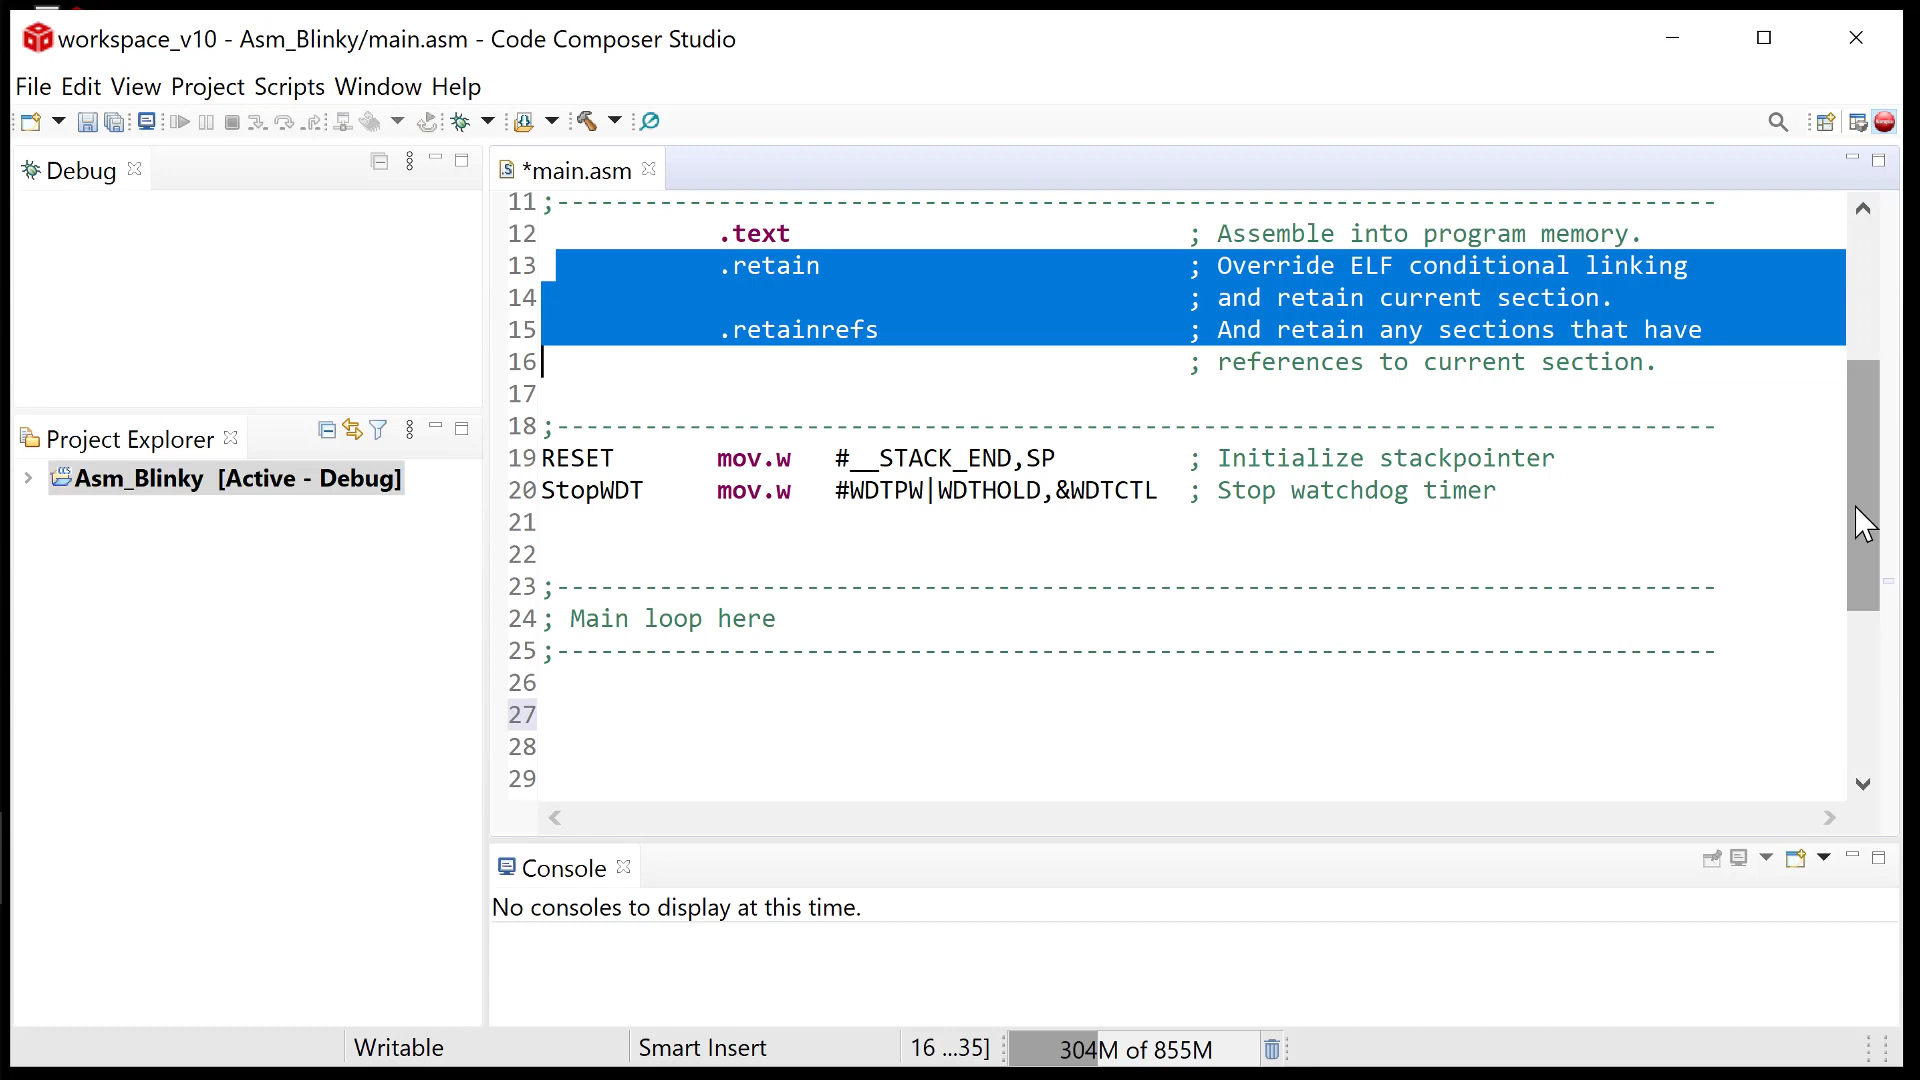 workspace_v10 - Asm_Blinky/main.asm - Code Composer Studio
File Edit View Project Scripts Window Help
Debug
*main.asm
11 ;-------------------------------------------------------------------------------
12 .text ; Assemble into program memory.
13 .retain ; Override ELF conditional linking
14 ; and retain current section.
15 .retainrefs ; And retain any sections that have
16 ; references to current section.
17
18 ;-------------------------------------------------------------------------------
19 RESET mov.w #__STACK_END,SP ; Initialize stackpointer
20 StopWDT mov.w #WDTPW|WDTHOLD,&WDTCTL ; Stop watchdog timer
21
22
23 ;-------------------------------------------------------------------------------
24 ; Main loop here
25 ;-------------------------------------------------------------------------------
26
27
28
29
Project Explorer
Asm_Blinky [Active - Debug]
Console
No consoles to display at this time.
Writable
Smart Insert
16 ...35]
304M of 855M